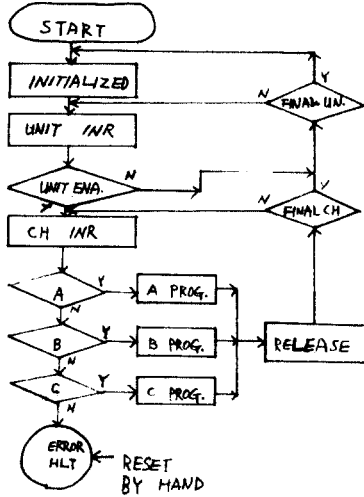 START
INITIALIZED
Y
N
FINAL UN.
UNIT INR
UNIT ENA.
N
Y
Y
N
FINAL CH
CH INR
A
Y
A PROG.
N
B
Y
B PROG.
RELEASE
N
C
Y
C PROG.
N
ERROR
HLT
RESET
BY HAND